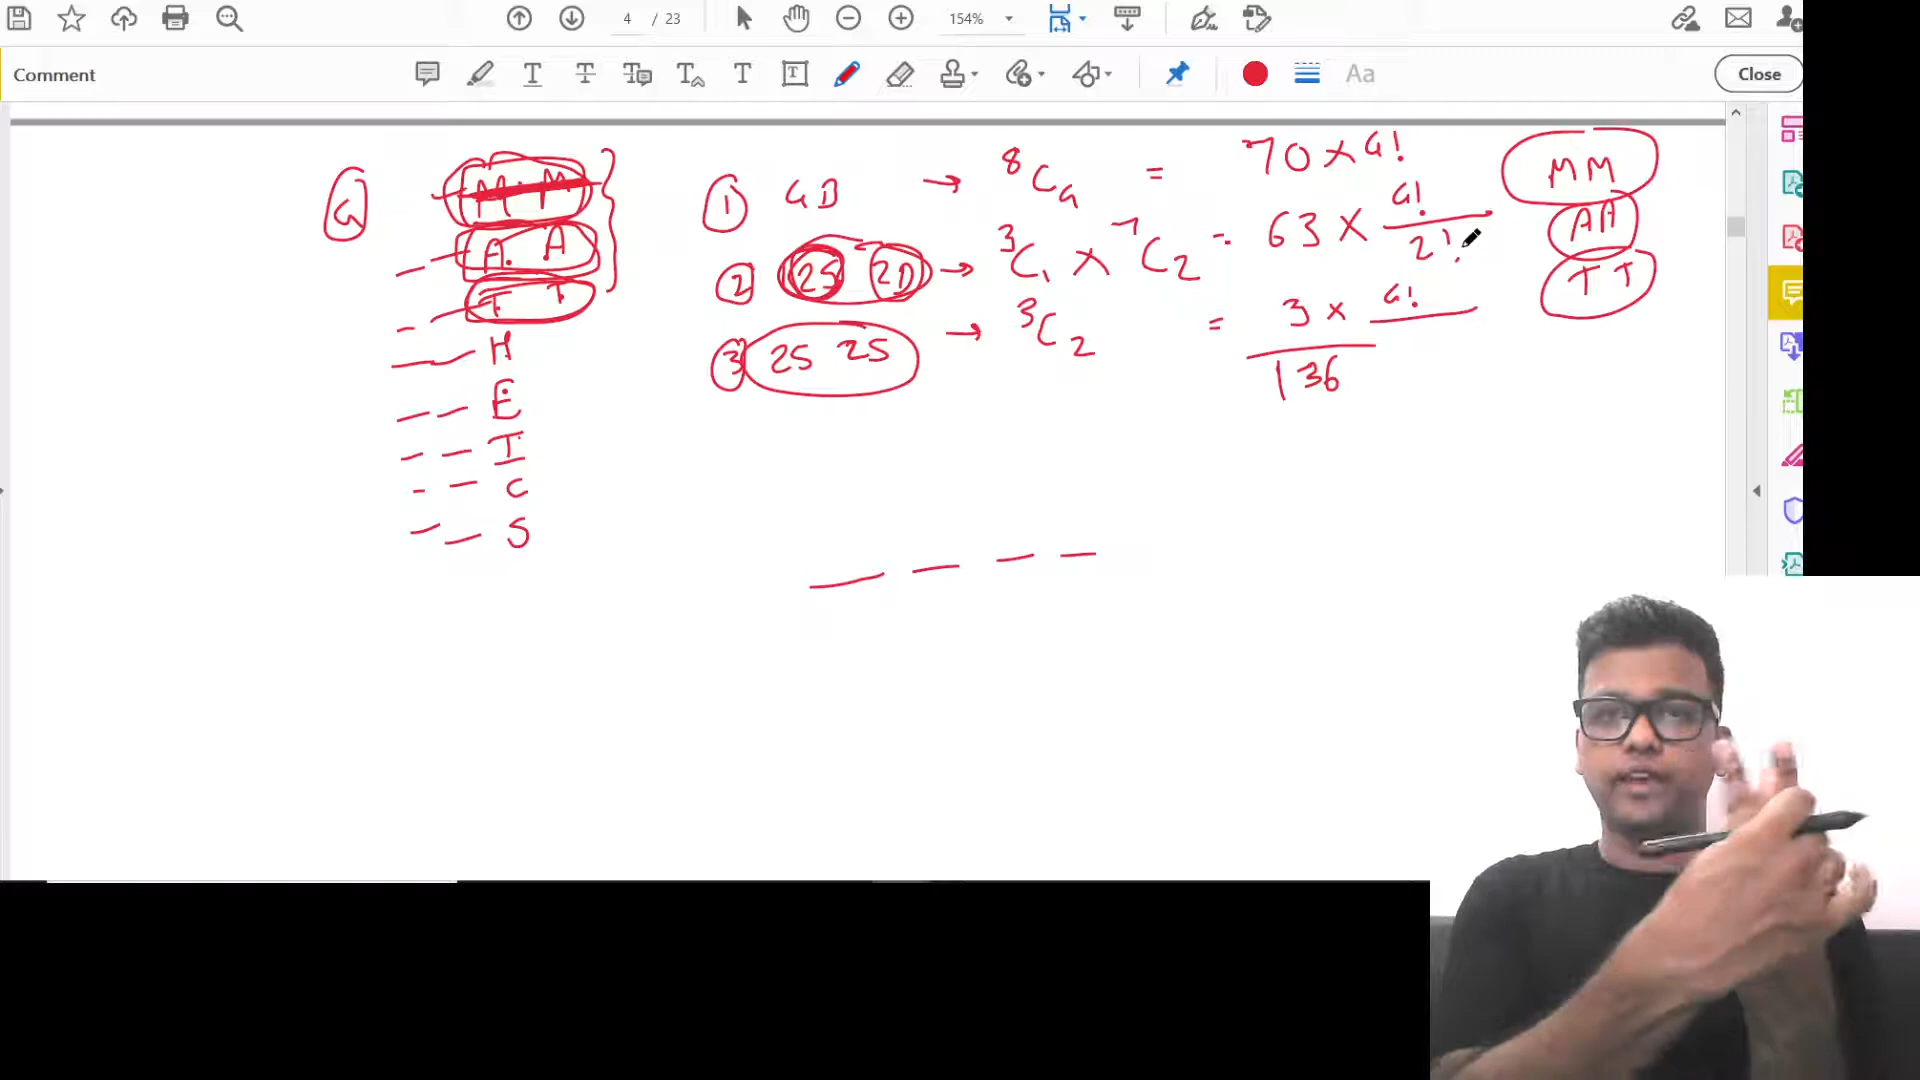 4 / 23
154%
Comment
Aa
Close
4
M M
A. A
T T
H
E
I
C
S
1 4D → ⁸C₄ = 70 × 4!
2 2S 2D → ³C₁ × ⁷C₂ = 63 × 4!/2!
3 2S 2S → ³C₂ = 3 × 4!
136
MM
AA
TT